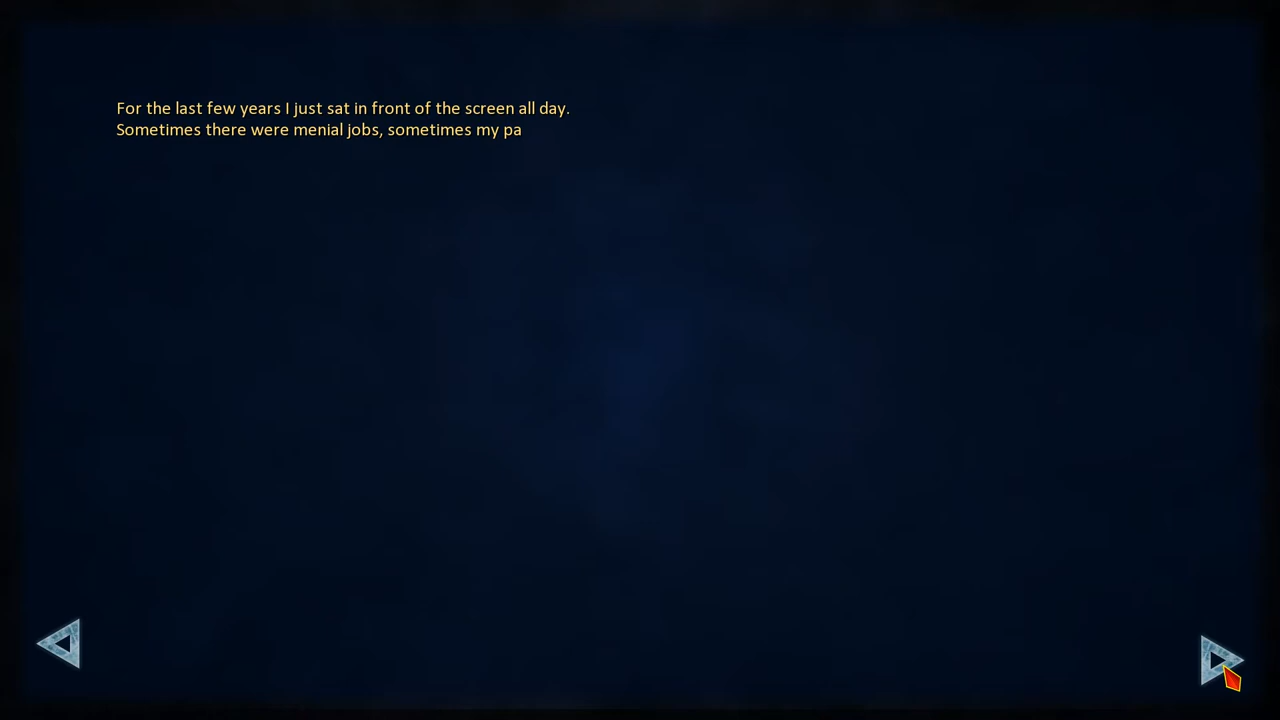 For the last few years I just sat in front of the screen all day.
Sometimes there were menial jobs, sometimes my pa